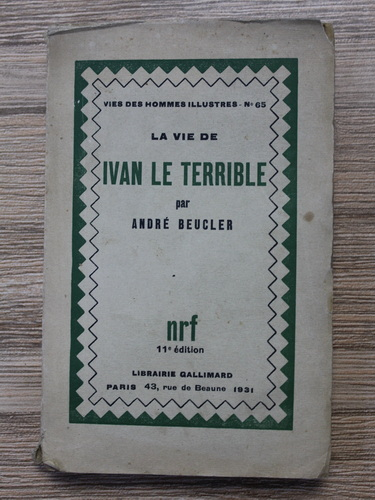 VIES DES HOMMES ILLUSTRES - N° 65
LA VIE DE
IVAN LE TERRIBLE
par
ANDRÉ BEUCLER
nrf
11e édition
LIBRAIRIE GALLIMARD
PARIS 43, rue de Beaune 1931